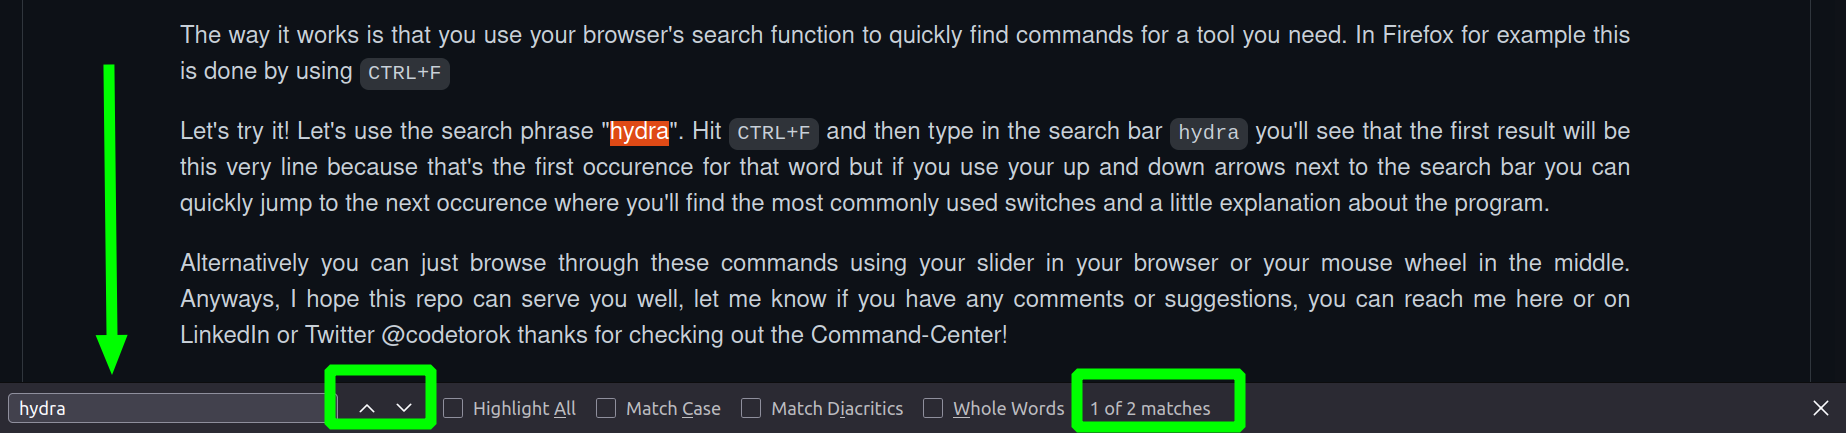 The way it works is that you use your browser's search function to quickly find commands for a tool you need. In Firefox for example this
is done by using CTRL+F
Let's try it! Let's use the search phrase "hydra". Hit CTRL+F and then type in the search bar hydra you'll see that the first result will be
this very line because that's the first occurence for that word but if you use your up and down arrows next to the search bar you can
quickly jump to the next occurence where you'll find the most commonly used switches and a little explanation about the program.
Alternatively you can just browse through these commands using your slider in your browser or your mouse wheel in the middle.
Anyways, I hope this repo can serve you well, let me know if you have any comments or suggestions, you can reach me here or on
LinkedIn or Twitter @codetorok thanks for checking out the Command-Center!
hydra Highlight All Match Case Match Diacritics Whole Words 1 of 2 matches